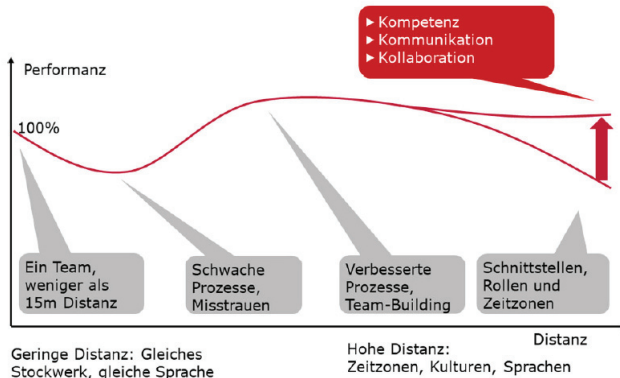 ▶ Kompetenz
▶ Kommunikation
▶ Kollaboration
Performanz
100%
Ein Team,
weniger als
15m Distanz
Schwache
Prozesse,
Misstrauen
Verbesserte
Prozesse,
Team-Building
Schnittstellen,
Rollen und
Zeitzonen
Distanz
Geringe Distanz: Gleiches
Stockwerk, gleiche Sprache
Hohe Distanz:
Zeitzonen, Kulturen, Sprachen